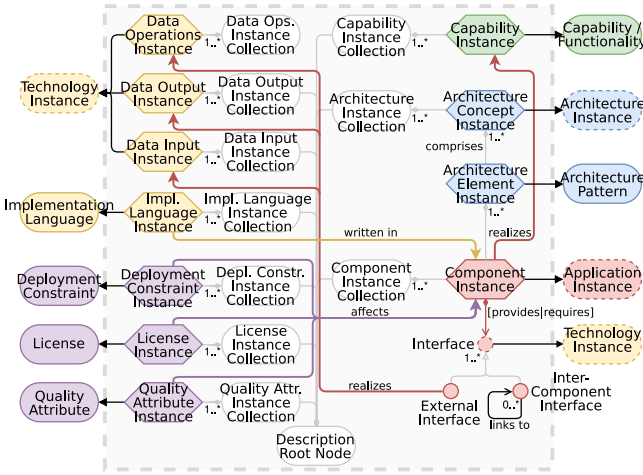 Data
Operations
Instance
1..*
Data Ops.
Instance
Collection
Capability
Instance
Collection
1..*
Capability
Instance
Capability /
Functionality
Technology
Instance
Data Output
Instance
1..*
Data Output
Instance
Collection
Architecture
Instance
Collection
1..*
Architecture
Concept
Instance
1..*
Architecture
Instance
comprises
Data Input
Instance
1..*
Data Input
Instance
Collection
Architecture
Element
Instance
1..*
Architecture
Pattern
Implementation
Language
Impl.
Language
Instance
1..*
Impl. Language
Instance
Collection
written in
realizes
Deployment
Constraint
Deployment
Constraint
Instance
1..*
Depl. Constr.
Instance
Collection
Component
Instance
Collection
1..*
Component
Instance
Application
Instance
affects
[provides|requires]
License
License
Instance
1..*
License
Instance
Collection
Interface
1..*
Technology
Instance
Quality
Attribute
Quality
Attribute
Instance
1..*
Quality Attr.
Instance
Collection
realizes
External
Interface
Inter-
Component
Interface
0..*
links to
Description
Root Node